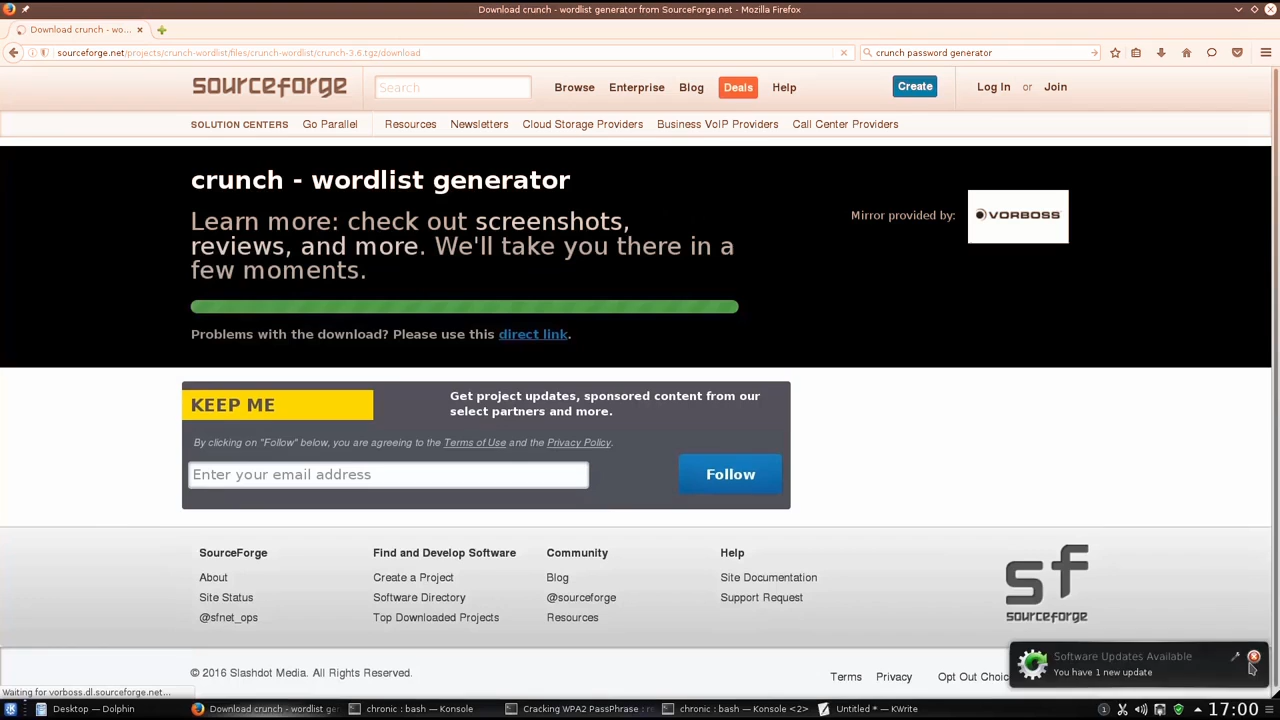 Download crunch - wordlist generator from SourceForge.net - Mozilla Firefox
Download crunch - wo...
sourceforge.net/projects/crunch-wordlist/files/crunch-wordlist/crunch-3.6.tgz/download
crunch password generator
sourceforge
Search
Browse
Enterprise
Blog
Deals
Help
Create
Log In or Join
SOLUTION CENTERS
Go Parallel
Resources
Newsletters
Cloud Storage Providers
Business VoIP Providers
Call Center Providers
crunch - wordlist generator
Learn more: check out screenshots,
reviews, and more. We'll take you there in a
few moments.
Problems with the download? Please use this direct link.
Mirror provided by:
VORBOSS
KEEP ME
Get project updates, sponsored content from our
select partners and more.
By clicking on "Follow" below, you are agreeing to the Terms of Use and the Privacy Policy.
Enter your email address
Follow
SourceForge
About
Site Status
@sfnet_ops
Find and Develop Software
Create a Project
Software Directory
Top Downloaded Projects
Community
Blog
@sourceforge
Resources
Help
Site Documentation
Support Request
sf
sourceforge
Software Updates Available
You have 1 new update
© 2016 Slashdot Media. All Rights Reserved.
Terms
Privacy
Opt Out Choic
Waiting for vorboss.dl.sourceforge.net...
Desktop — Dolphin
Download crunch - wordlist ger
chronic : bash — Konsole
Cracking WPA2 PassPhrase : re
chronic : bash — Konsole <2>
Untitled * — KWrite
1
17:00